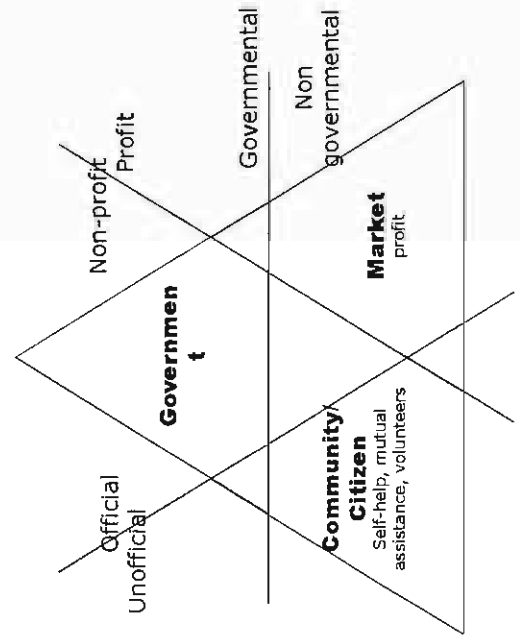 Non-profit
Profit
Official
Unofficial
Governmen
t
Governmental
Non
governmental
Community/
Citizen
Self-help, mutual
assistance, volunteers
Market
profit